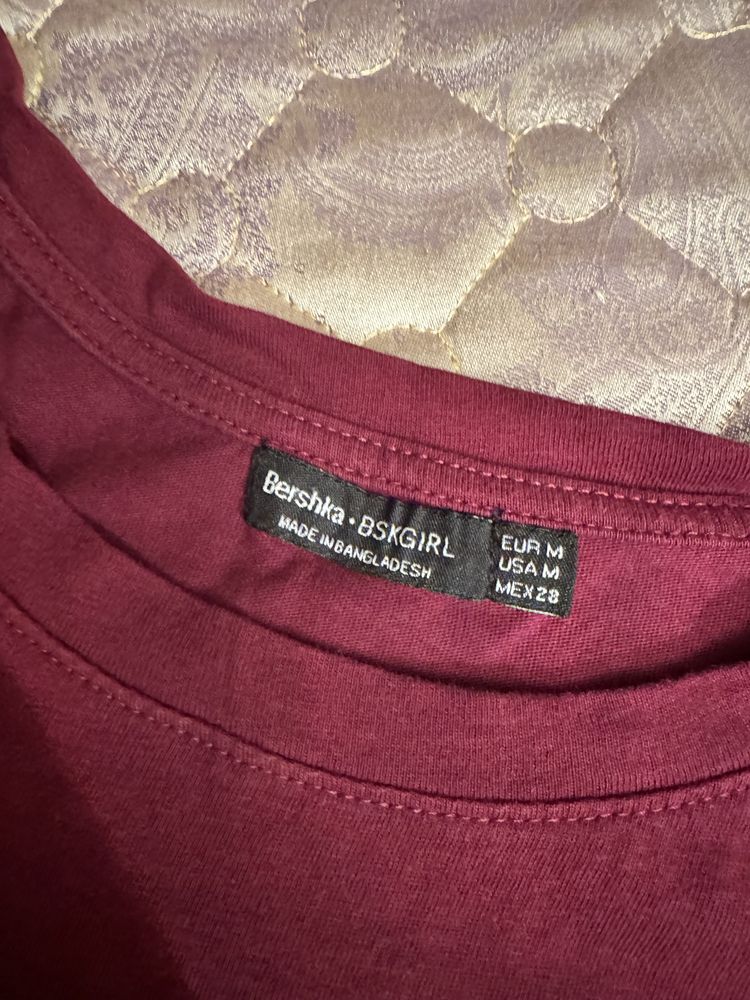 Bershka • BSKGIRL
MADE IN BANGLADESH
EUR M
USA M
MEX 28